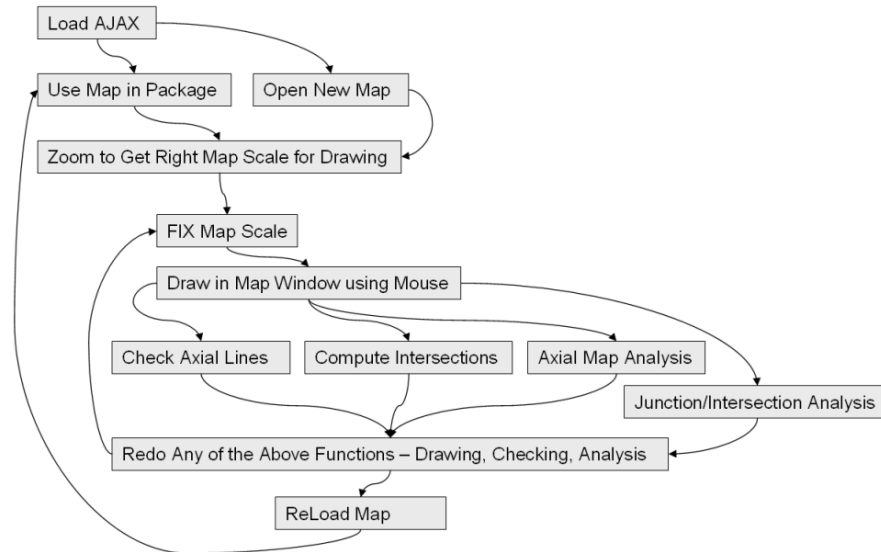 Load AJAX
Use Map in Package
Open New Map
Zoom to Get Right Map Scale for Drawing
FIX Map Scale
Draw in Map Window using Mouse
Check Axial Lines
Compute Intersections
Axial Map Analysis
Junction/Intersection Analysis
Redo Any of the Above Functions – Drawing, Checking, Analysis
ReLoad Map